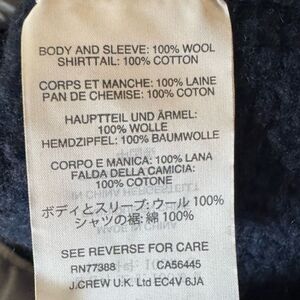 BODY AND SLEEVE: 100% WOOL
SHIRTTAIL: 100% COTTON
CORPS ET MANCHE: 100% LAINE
PAN DE CHEMISE: 100% COTON
HAUPTTEIL UND ÄRMEL:
100% WOLLE
HEMDZIPFEL: 100% BAUMWOLLE
CORPO E MANICA: 100% LANA
FALDA DELLA CAMICIA:
100% COTONE
ボディとスリーブ: ウール 100%
シャツの裾: 綿 100%
SEE REVERSE FOR CARE
RN77388 CA56445
J.CREW U.K. Ltd EC4V 6JA